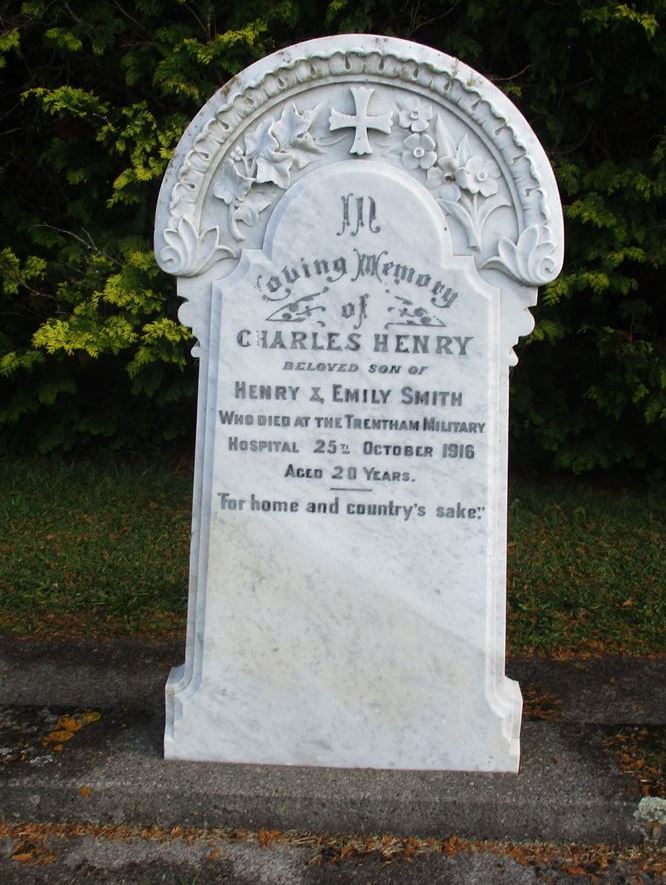 In
Loving Memory
of
CHARLES HENRY
BELOVED SON OF
HENRY & EMILY SMITH
WHO DIED AT THE TRENTHAM MILITARY
HOSPITAL 25TH OCTOBER 1916
AGED 20 YEARS.
"For home and country's sake."